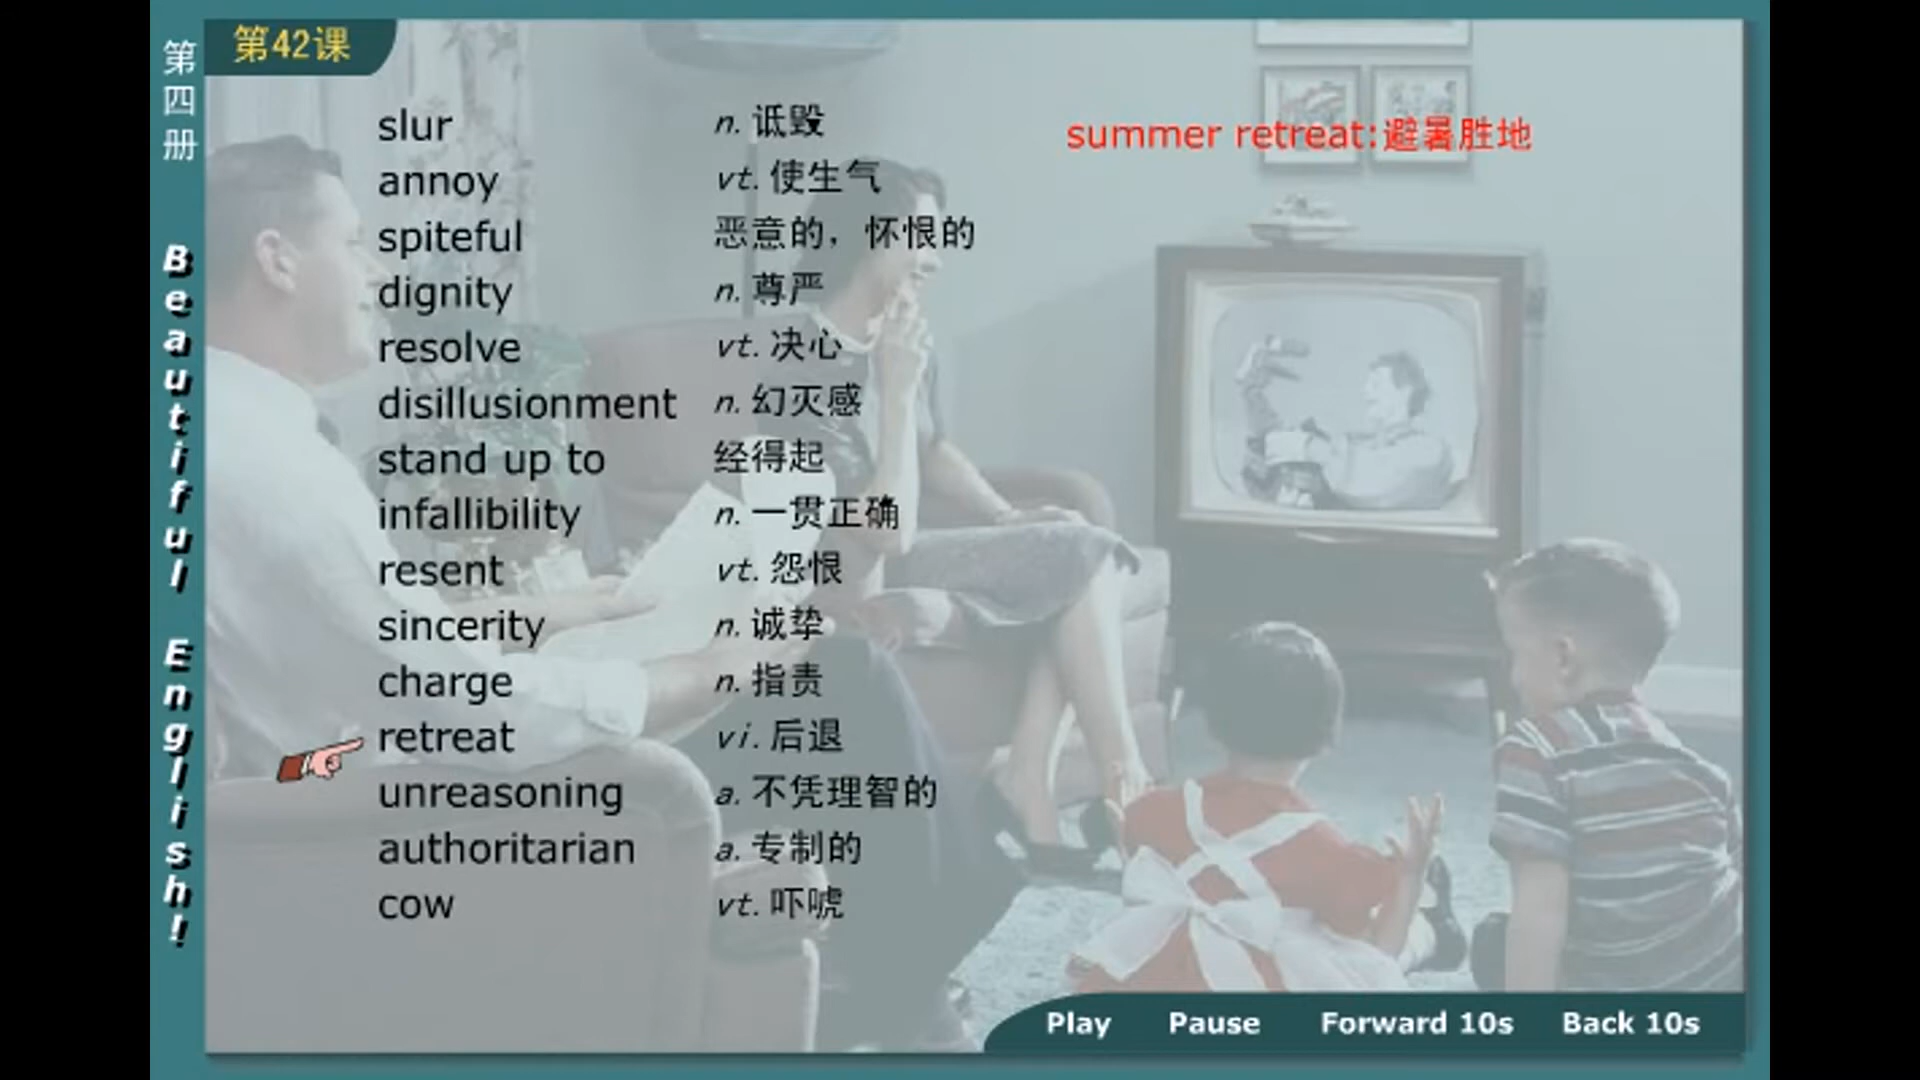 第四册
Beautiful English!
第42课
slur n. 诋毁
annoy vt. 使生气
spiteful 恶意的，怀恨的
dignity n. 尊严
resolve vt. 决心
disillusionment n. 幻灭感
stand up to 经得起
infallibility n. 一贯正确
resent vt. 怨恨
sincerity n. 诚挚
charge n. 指责
retreat vi. 后退
unreasoning a. 不凭理智的
authoritarian a. 专制的
cow vt. 吓唬
summer retreat:避暑胜地
Play Pause Forward 10s Back 10s